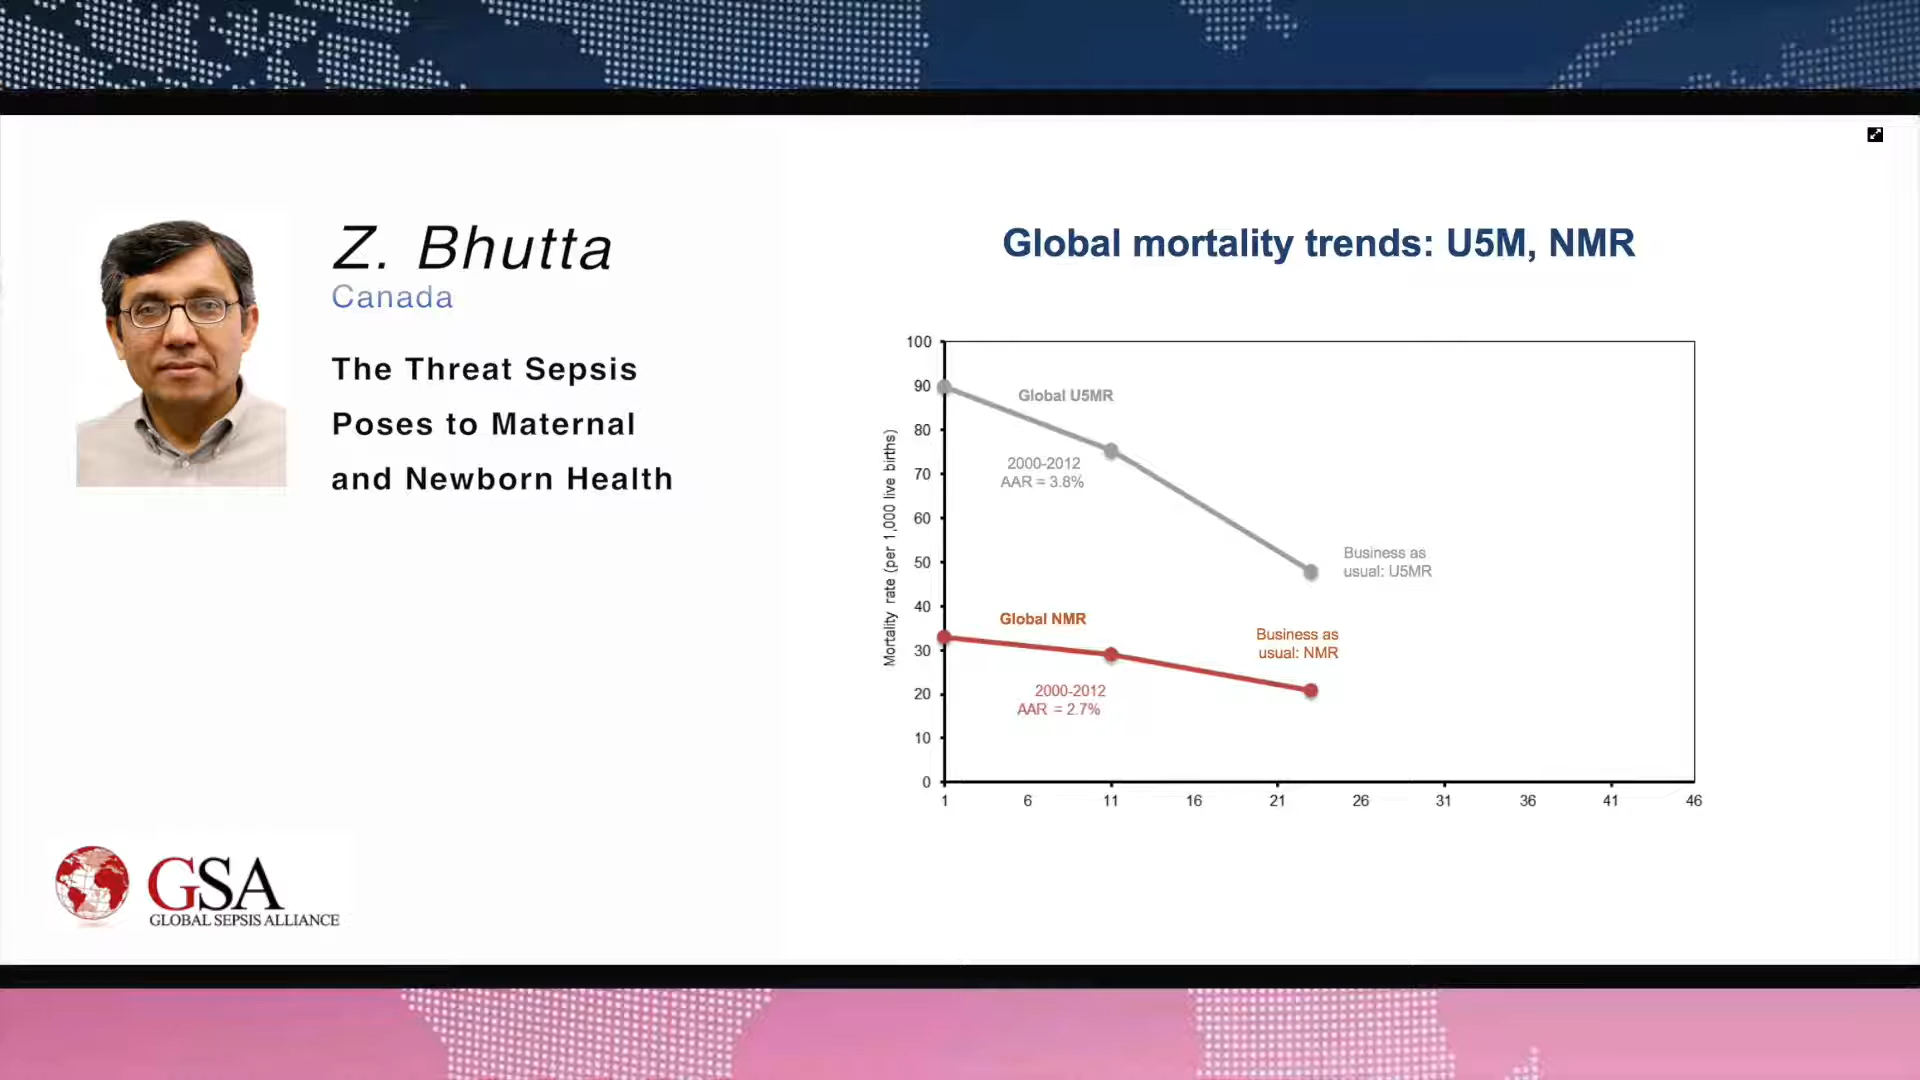 Z. Bhutta
Canada
The Threat Sepsis
Poses to Maternal
and Newborn Health
GSA
GLOBAL SEPSIS ALLIANCE
Global mortality trends: U5M, NMR
Mortality rate (per 1,000 live births)
100
90
80
70
60
50
40
30
20
10
0
Global U5MR
2000-2012
AAR = 3.8%
Business as
usual: U5MR
Global NMR
Business as
usual: NMR
2000-2012
AAR = 2.7%
1 6 11 16 21 26 31 36 41 46